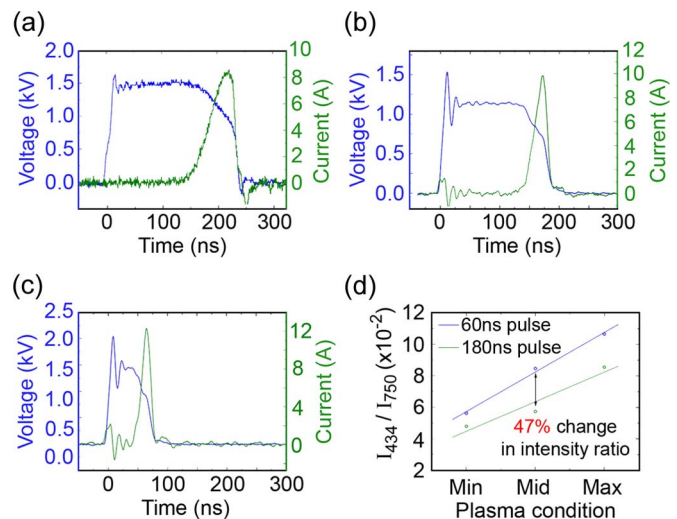 (a)
2.0
1.5
1.0
0.5
0.0
Voltage (kV)
10
8
6
4
2
0
Current (A)
0 100 200 300
Time (ns)
(b)
1.5
1.0
0.5
0.0
Voltage (kV)
12
10
8
6
4
2
0
Current (A)
0 100 200 300
Time (ns)
(c)
2.5
2.0
1.5
1.0
0.5
0.0
Voltage (kV)
12
8
4
0
Current (A)
0 50 100 150 200 250 300
Time (ns)
(d)
12
10
8
6
4
2
I434 / I750 (x10-2)
60ns pulse
180ns pulse
47% change
in intensity ratio
Min Mid Max
Plasma condition